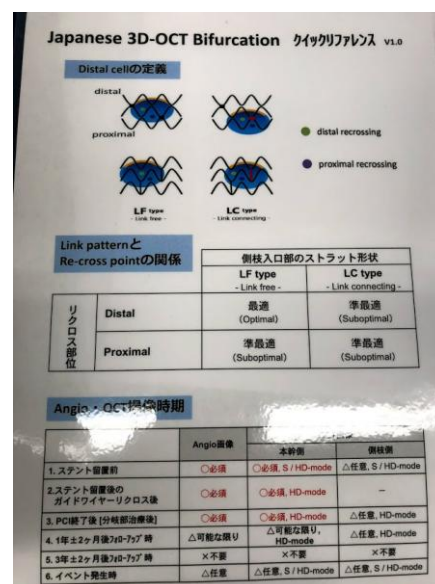 Japanese 3D-OCT Bifurcation クイックリファレンス V1.0
Distal cellの定義
distal
proximal
distal recrossing
proximal recrossing
LF type
- Link free -
LC type
- Link connecting -
Link patternと
Re-cross pointの関係
側枝入口部のストラット形状
LF type
- Link free -
LC type
- Link connecting -
リクロス部位
Distal
最適
(Optimal)
準最適
(Suboptimal)
Proximal
準最適
(Suboptimal)
準最適
(Suboptimal)
Angio・OCT撮像時期
Angio画像
本幹側
側枝側
1. ステント留置前
○必須
○必須, S / HD-mode
△任意, S / HD-mode
2.ステント留置後の
ガイドワイヤーリクロス後
○必須
○必須, HD-mode
–
3. PCI終了後 [分岐部治療後]
○必須
○必須, HD-mode
△任意, HD-mode
4. 1年±2ヶ月後フォローアップ 時
△可能な限り
△可能な限り,
HD-mode
△任意, HD-mode
5. 3年±2ヶ月後フォローアップ 時
×不要
×不要
×不要
6. イベント発生時
△任意
△任意, S / HD-mode
△任意, S / HD-mode